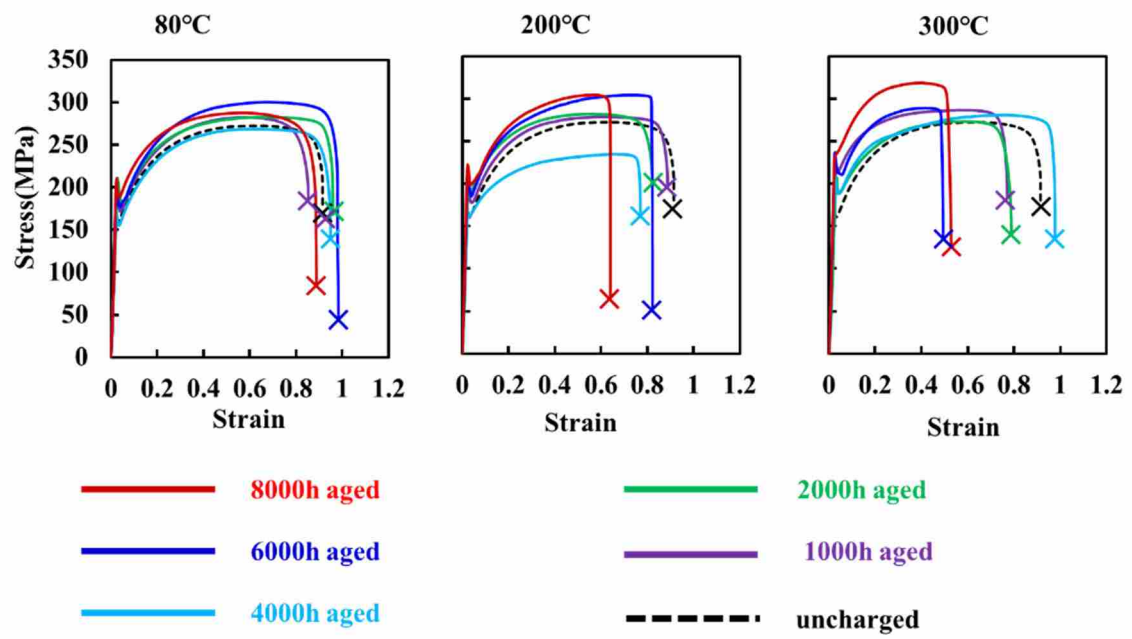 80°C 200°C 300°C
350
300
250
200
150
100
50
0
Stress(MPa)
0 0.2 0.4 0.6 0.8 1 1.2
0 0.2 0.4 0.6 0.8 1 1.2
0 0.2 0.4 0.6 0.8 1 1.2
Strain
Strain
Strain
8000h aged
2000h aged
6000h aged
1000h aged
4000h aged
uncharged